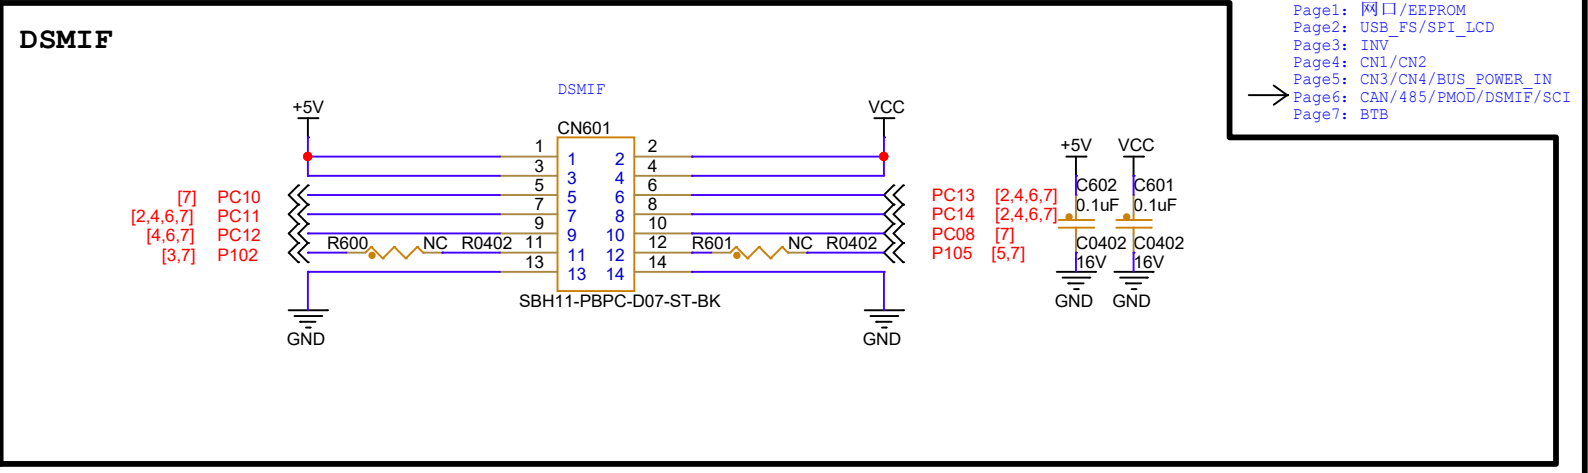 DSMIF
Page1: 网口/EEPROM
Page2: USB_FS/SPI_LCD
Page3: INV
Page4: CN1/CN2
Page5: CN3/CN4/BUS_POWER_IN
Page6: CAN/485/PMOD/DSMIF/SCI
Page7: BTB
DSMIF
+5V
VCC
CN601
1 1 2 2
3 3 4 4
[7] PC10 5 5 6 6 PC13 [2,4,6,7]
[2,4,6,7] PC11 7 7 8 8 PC14 [2,4,6,7]
[4,6,7] PC12 9 9 10 10 PC08 [7]
[3,7] P102 R600 NC R0402 11 11 12 12 R601 NC R0402 P105 [5,7]
13 13 14 14
SBH11-PBPC-D07-ST-BK
GND
GND
+5V VCC
C602 C601
0.1uF 0.1uF
C0402 C0402
16V 16V
GND GND